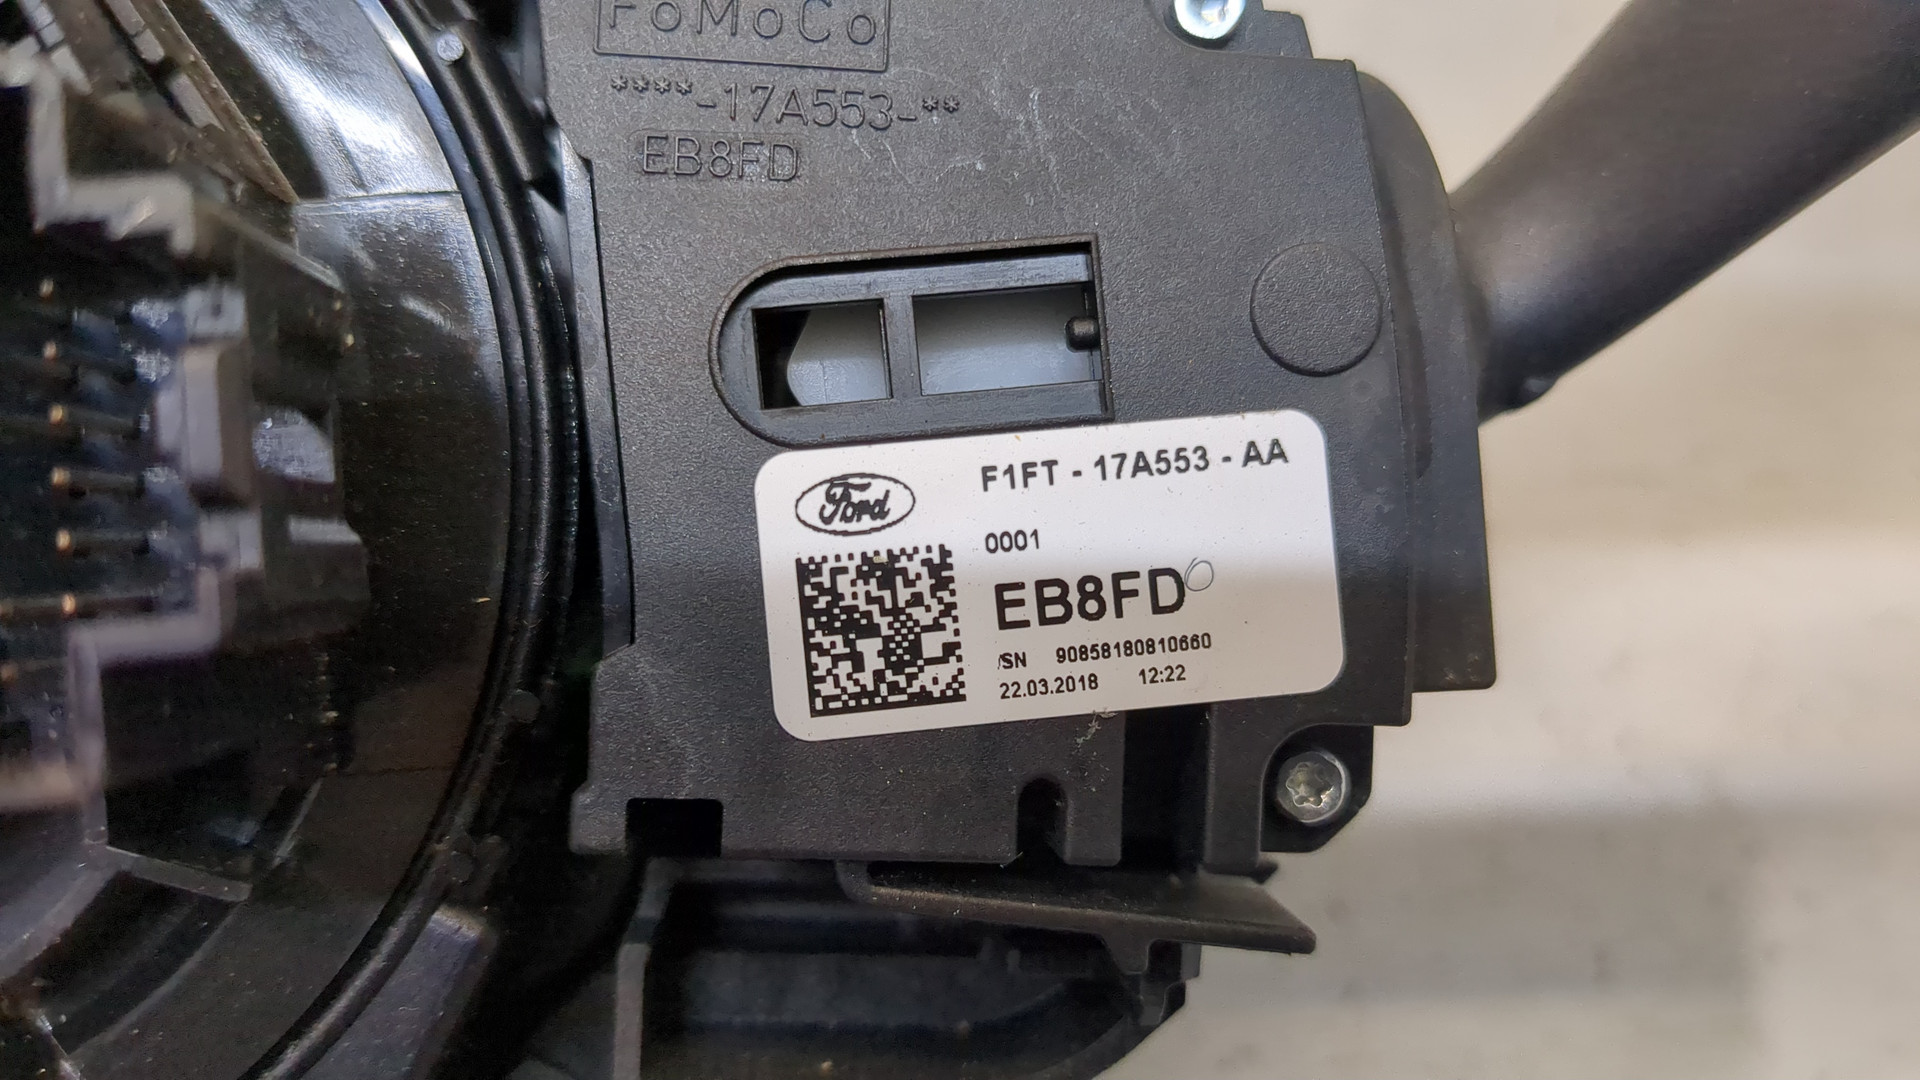 FoMoCo
****-17A553-**
EB8FD
Ford
F1FT - 17A553 - AA
0001
EB8FD
SN 90858180810660
22.03.2018 12:22